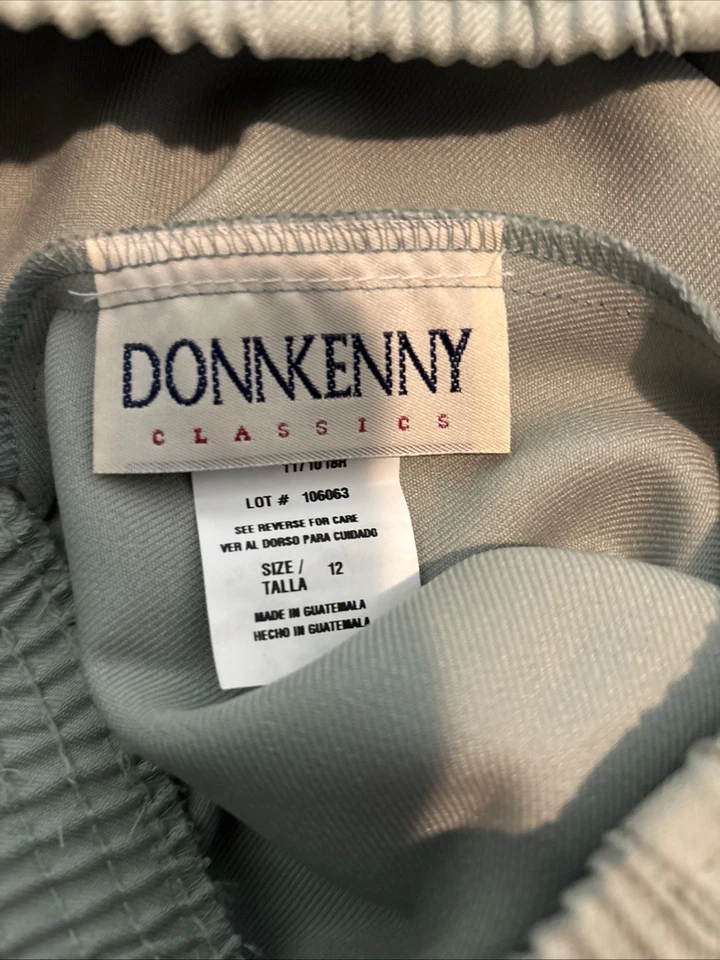 DONNKENNY
CLASSICS
LOT # 106063
SEE REVERSE FOR CARE
VER AL DORSO PARA CUIDADO
SIZE / 12
TALLA
MADE IN GUATEMALA
HECHO IN GUATEMALA